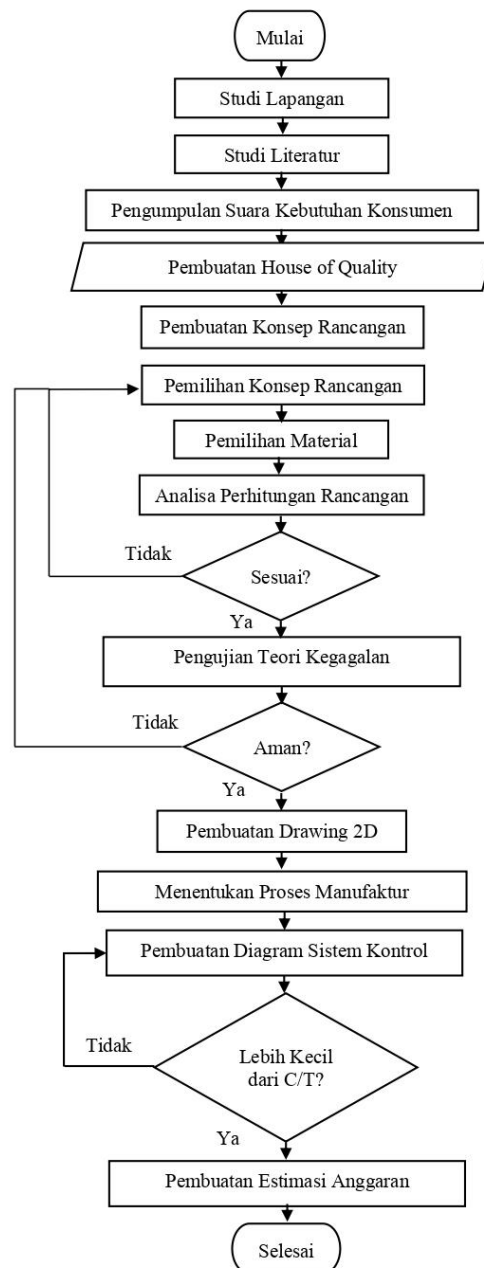 Mulai
Studi Lapangan
Studi Literatur
Pengumpulan Suara Kebutuhan Konsumen
Pembuatan House of Quality
Pembuatan Konsep Rancangan
Pemilihan Konsep Rancangan
Pemilihan Material
Analisa Perhitungan Rancangan
Tidak
Sesuai?
Ya
Pengujian Teori Kegagalan
Tidak
Aman?
Ya
Pembuatan Drawing 2D
Menentukan Proses Manufaktur
Pembuatan Diagram Sistem Kontrol
Tidak
Lebih Kecil
dari C/T?
Ya
Pembuatan Estimasi Anggaran
Selesai